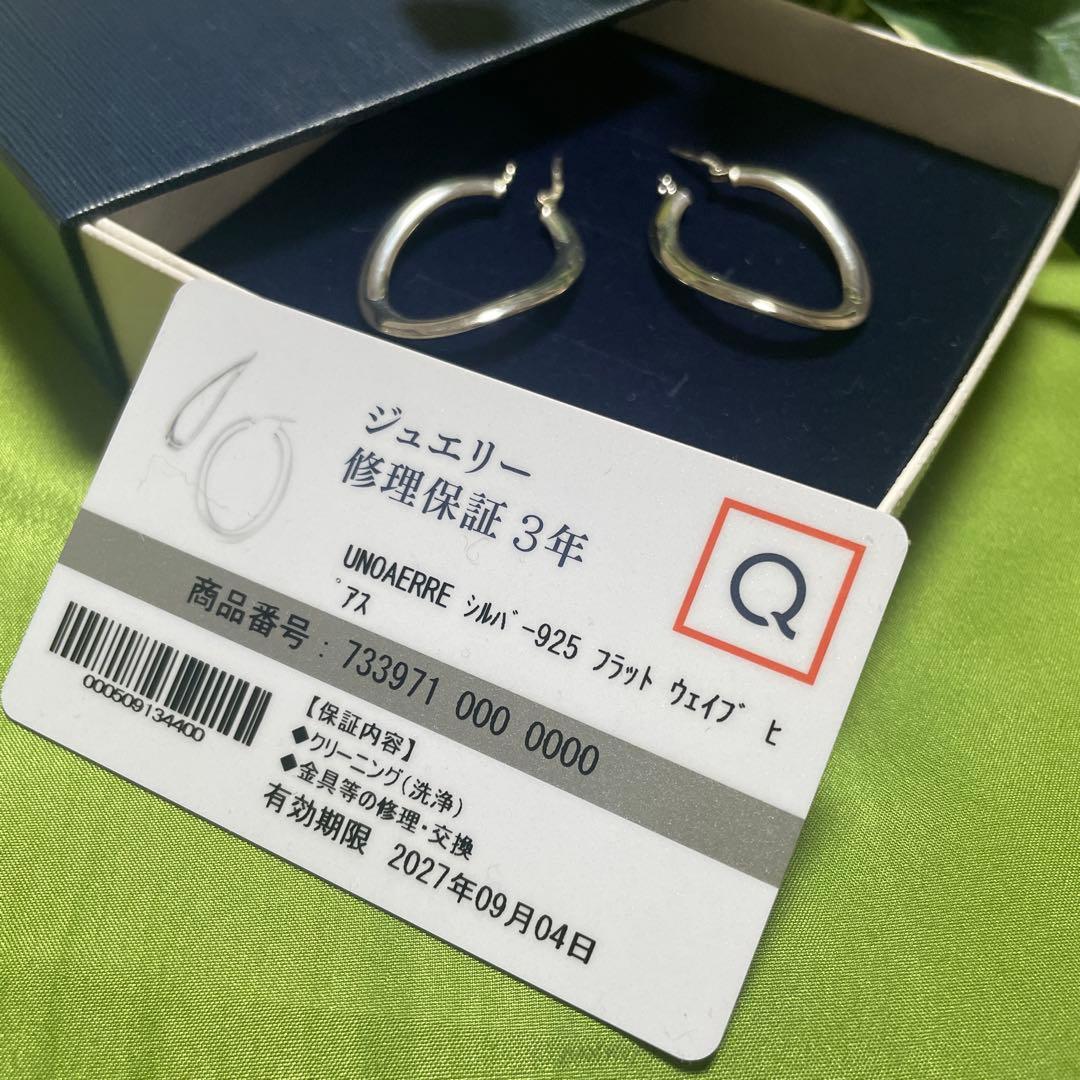 ジュエリー
修理保証3年
Q
UNOAERRE ｼﾙﾊﾞｰ925 ﾌﾗｯﾄ ｳｪｲﾌﾞ ﾋ
ﾟｱｽ
商品番号：733971 000 0000
000509134400
【保証内容】
◆クリーニング(洗浄)
◆金具等の修理・交換
有効期限 2027年09月04日